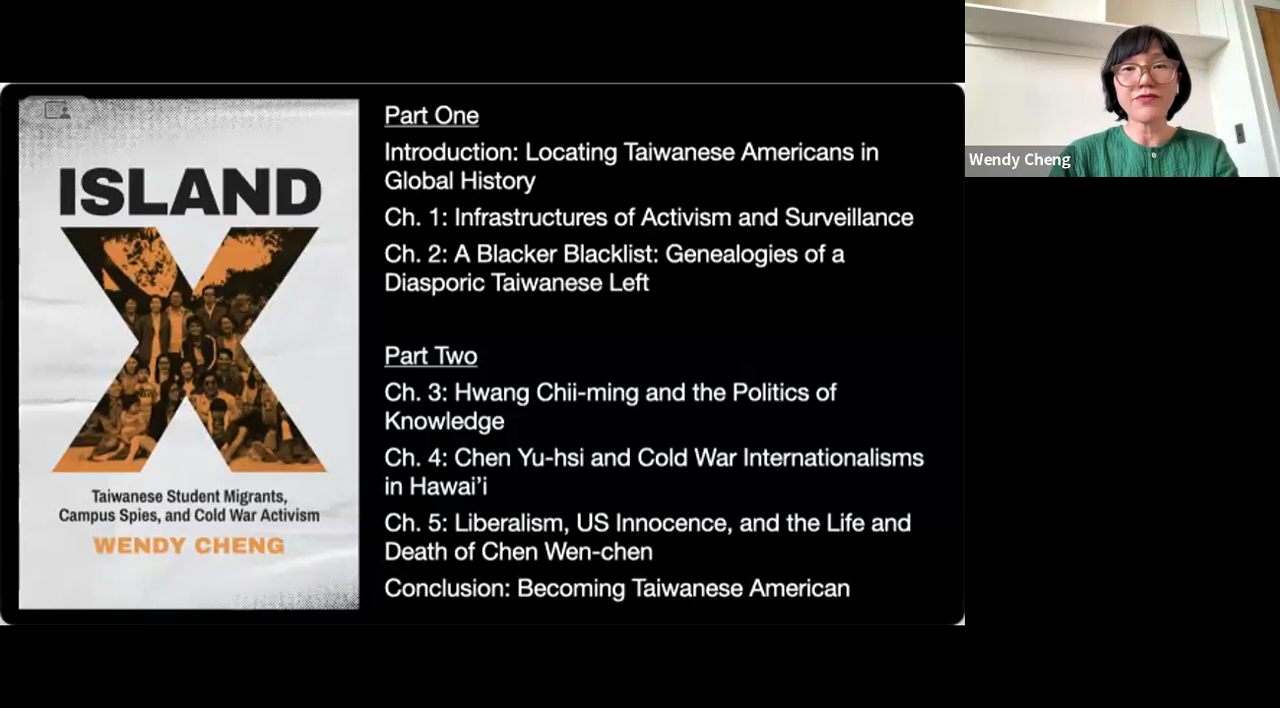 ISLAND
X
Taiwanese Student Migrants,
Campus Spies, and Cold War Activism
WENDY CHENG
Part One
Introduction: Locating Taiwanese Americans in
Global History
Ch. 1: Infrastructures of Activism and Surveillance
Ch. 2: A Blacker Blacklist: Genealogies of a
Diasporic Taiwanese Left
Part Two
Ch. 3: Hwang Chii-ming and the Politics of
Knowledge
Ch. 4: Chen Yu-hsi and Cold War Internationalisms
in Hawai’i
Ch. 5: Liberalism, US Innocence, and the Life and
Death of Chen Wen-chen
Conclusion: Becoming Taiwanese American
Wendy Cheng